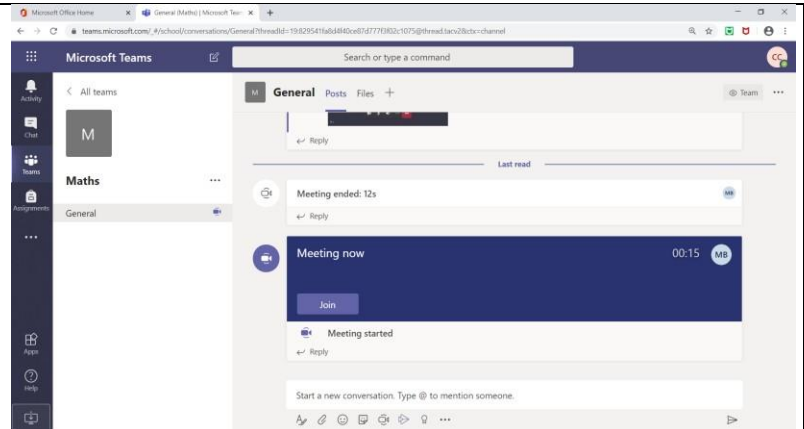 Microsoft Office Home
General (Maths) | Microsoft Tea
teams.microsoft.com/_#/school/conversations/General?threadId=19:829541fa8d4f40ce87d777f3f02c1075@thread.tacv2&ctx=channel
Microsoft Teams
Search or type a command
CC
Activity
Chat
Teams
Assignments
Apps
Help
All teams
M
Maths
General
M General Posts Files
Team
Reply
Last read
Meeting ended: 12s
MB
Reply
Meeting now 00:15 MB
Join
Meeting started
Reply
Start a new conversation. Type @ to mention someone.